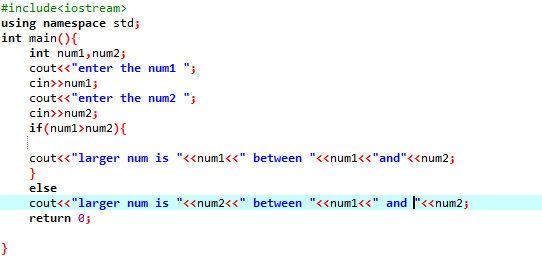 #include<iostream>
using namespace std;
int main(){
int num1,num2;
cout<<"enter the num1 ";
cin>>num1;
cout<<"enter the num2 ";
cin>>num2;
if(num1>num2){
cout<<"larger num is "<<num1<<" between "<<num1<<"and"<<num2;
}
else
cout<<"larger num is "<<num2<<" between "<<num1<<" and "<<num2;
return 0;
}